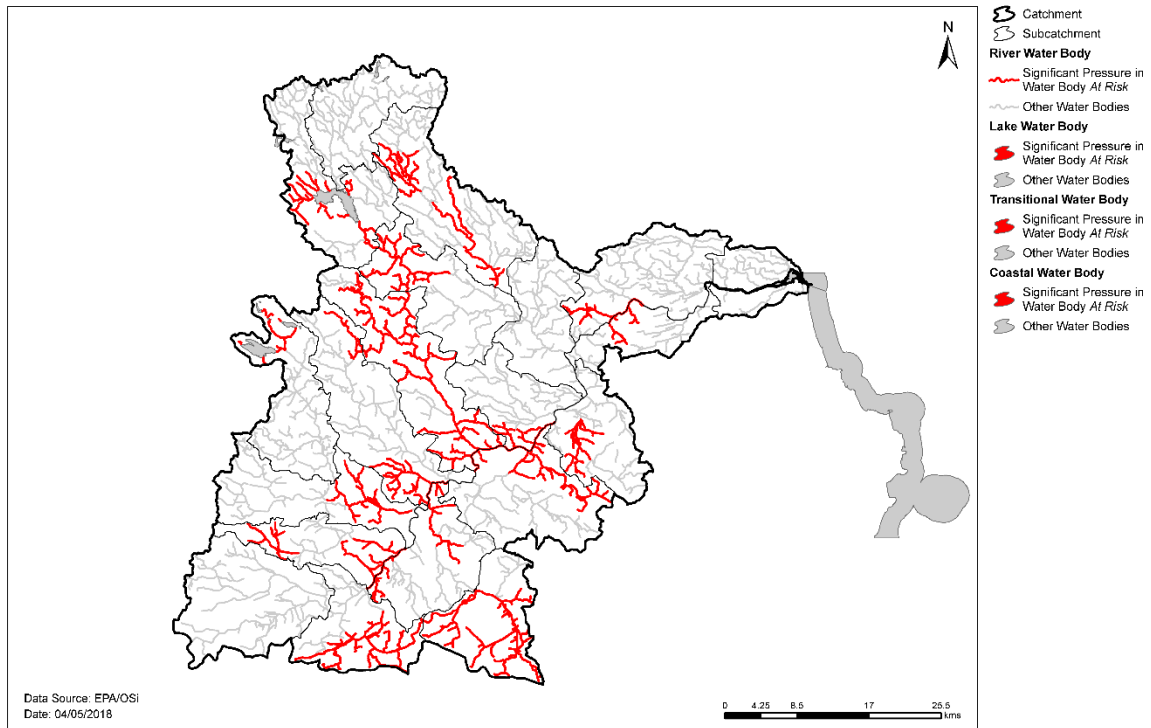 N
Catchment
Subcatchment
River Water Body
Significant Pressure in
Water Body At Risk
Other Water Bodies
Lake Water Body
Significant Pressure in
Water Body At Risk
Other Water Bodies
Transitional Water Body
Significant Pressure in
Water Body At Risk
Other Water Bodies
Coastal Water Body
Significant Pressure in
Water Body At Risk
Other Water Bodies
Data Source: EPA/OSi
Date: 04/05/2018
0 4.25 8.5 17 25.5
kms